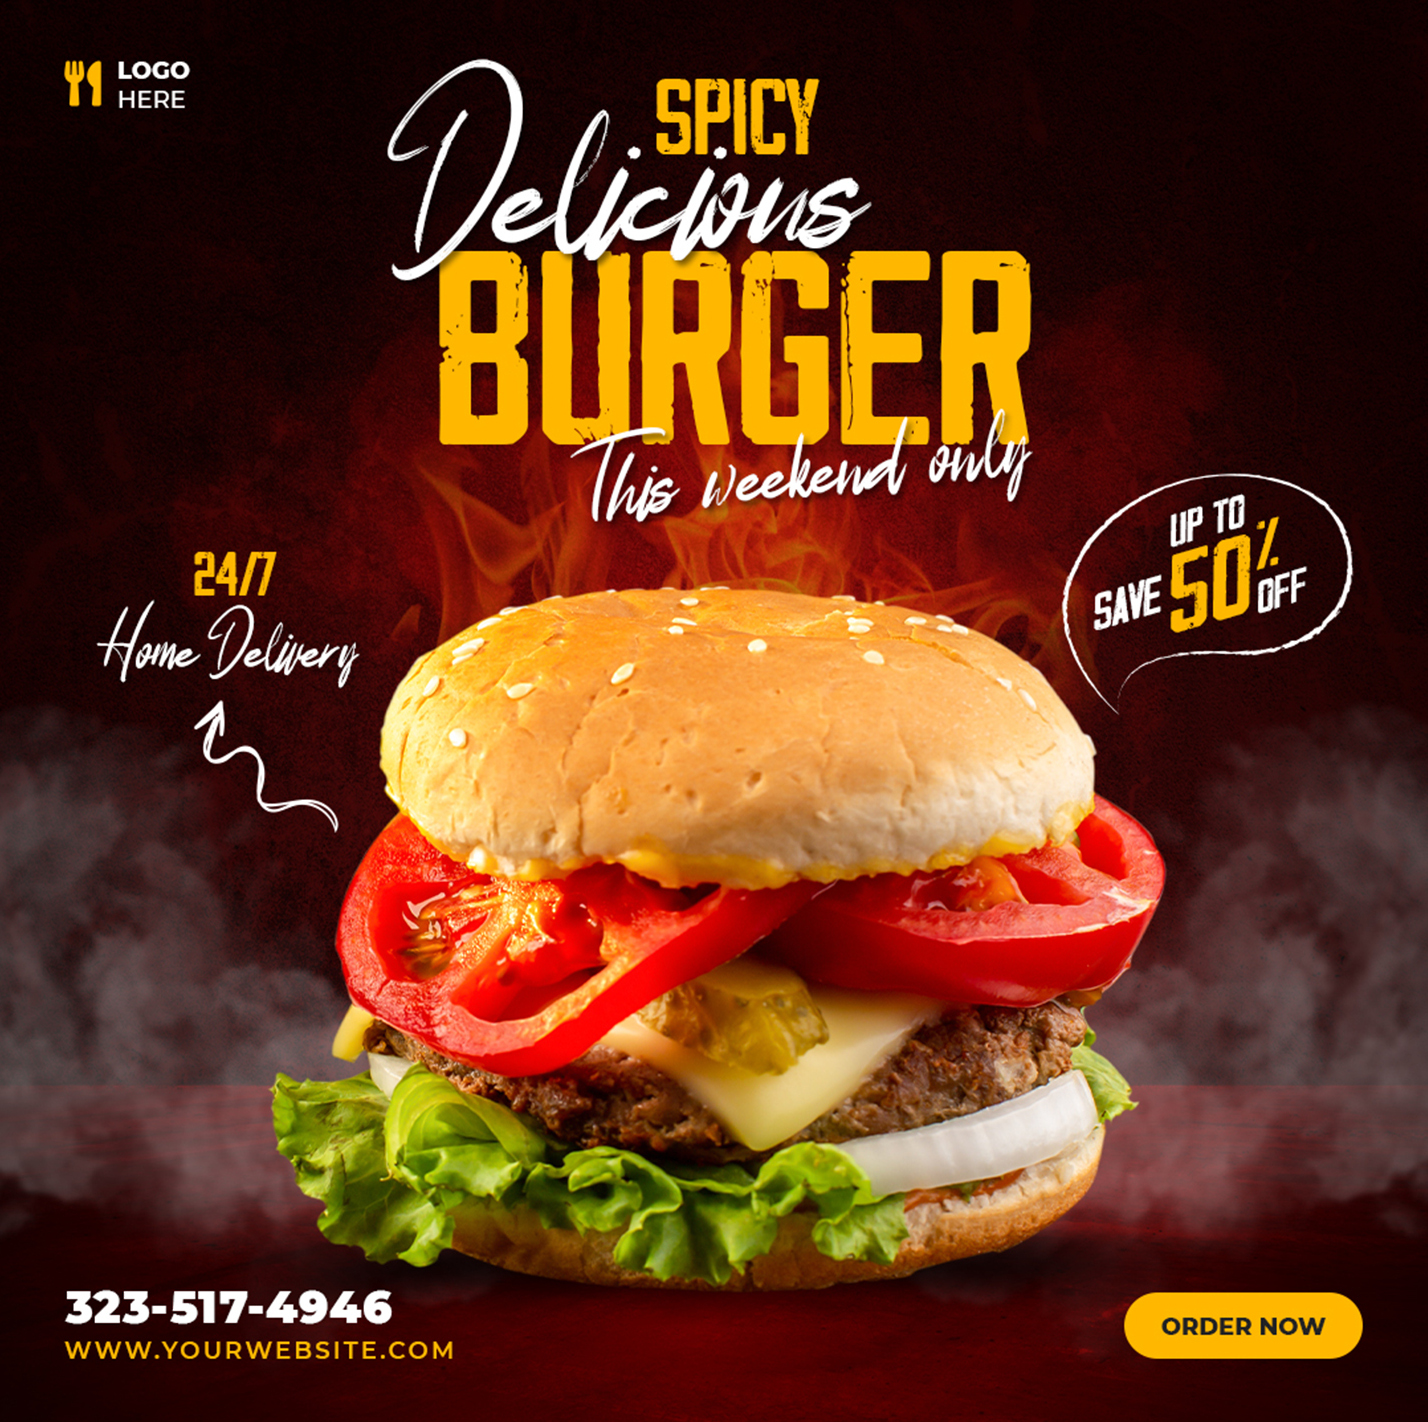 LOGO
HERE
SPICY
Delicious
BURGER
This weekend only
UP TO
SAVE 50% OFF
24/7
Home Delivery
323-517-4946
WWW.YOURWEBSITE.COM
ORDER NOW